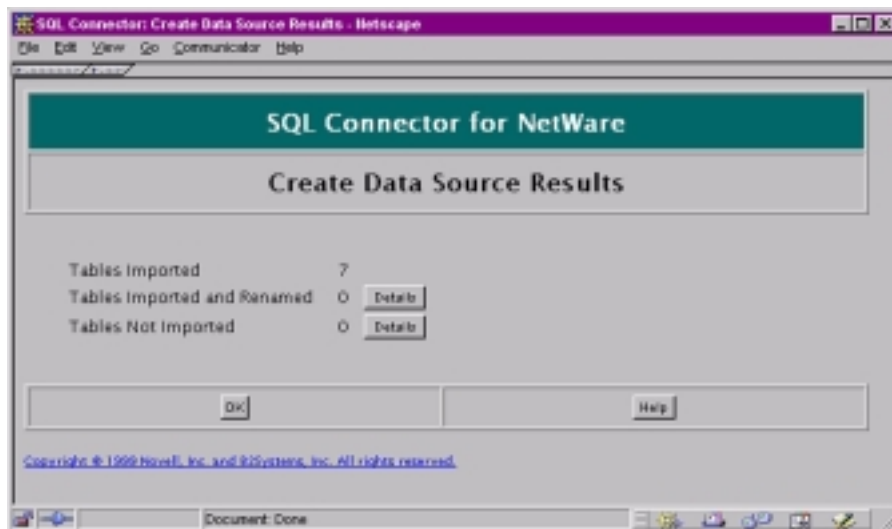 SQL Connector: Create Data Source Results - Netscape
File Edit View Go Communicator Help
SQL Connector for NetWare
Create Data Source Results
Tables Imported 7
Tables Imported and Renamed 0 Details
Tables Not Imported 0 Details
OK Help
Copyright © 1999 Novell, Inc. and B2Systems, Inc. All rights reserved.
Document: Done